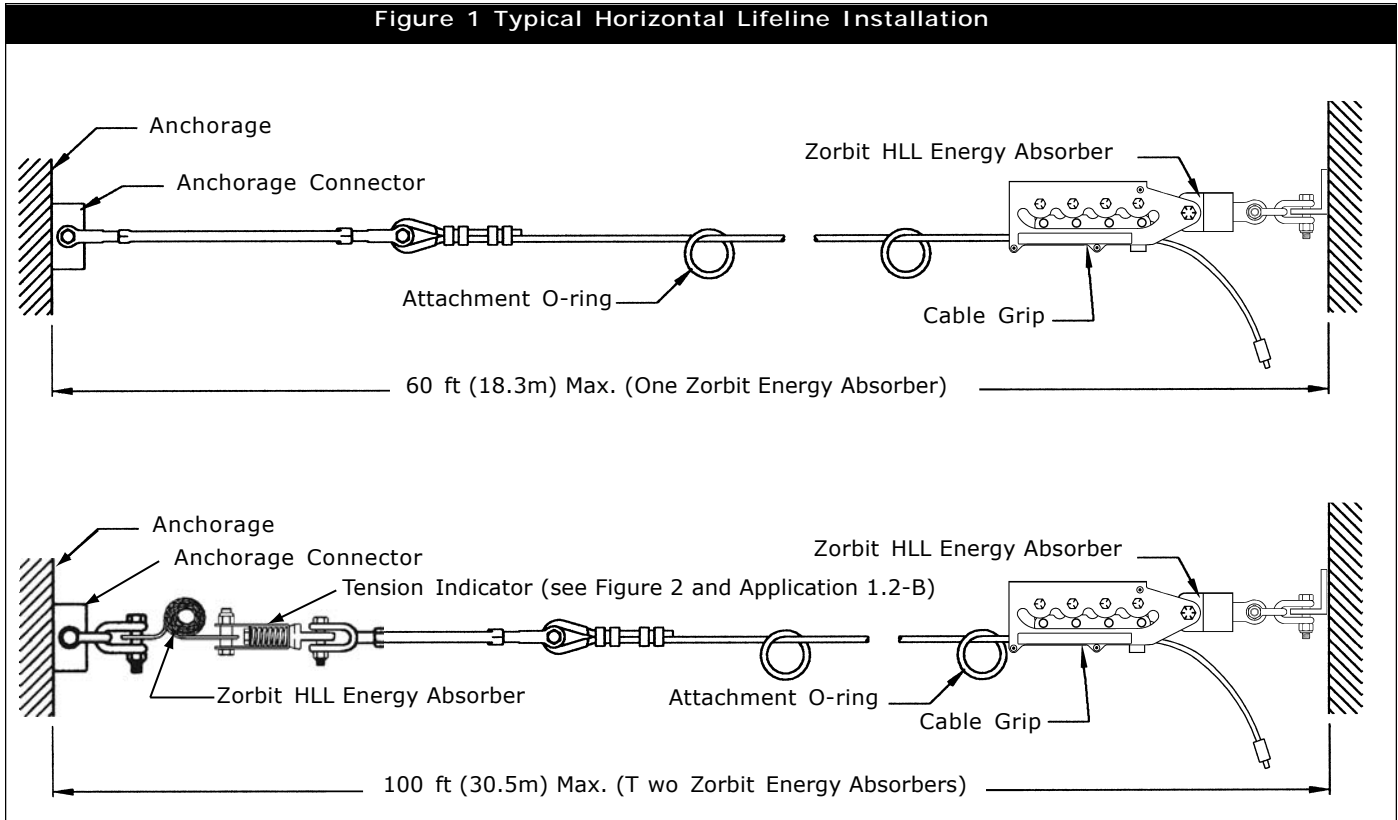 Figure 1 Typical Horizontal Lifeline Installation
Anchorage
Zorbit HLL Energy Absorber
Anchorage Connector
Attachment O-ring
Cable Grip
60 ft (18.3m) Max. (One Zorbit Energy Absorber)
Anchorage
Zorbit HLL Energy Absorber
Anchorage Connector
Tension Indicator (see Figure 2 and Application 1.2-B)
Zorbit HLL Energy Absorber
Attachment O-ring
Cable Grip
100 ft (30.5m) Max. (T wo Zorbit Energy Absorbers)